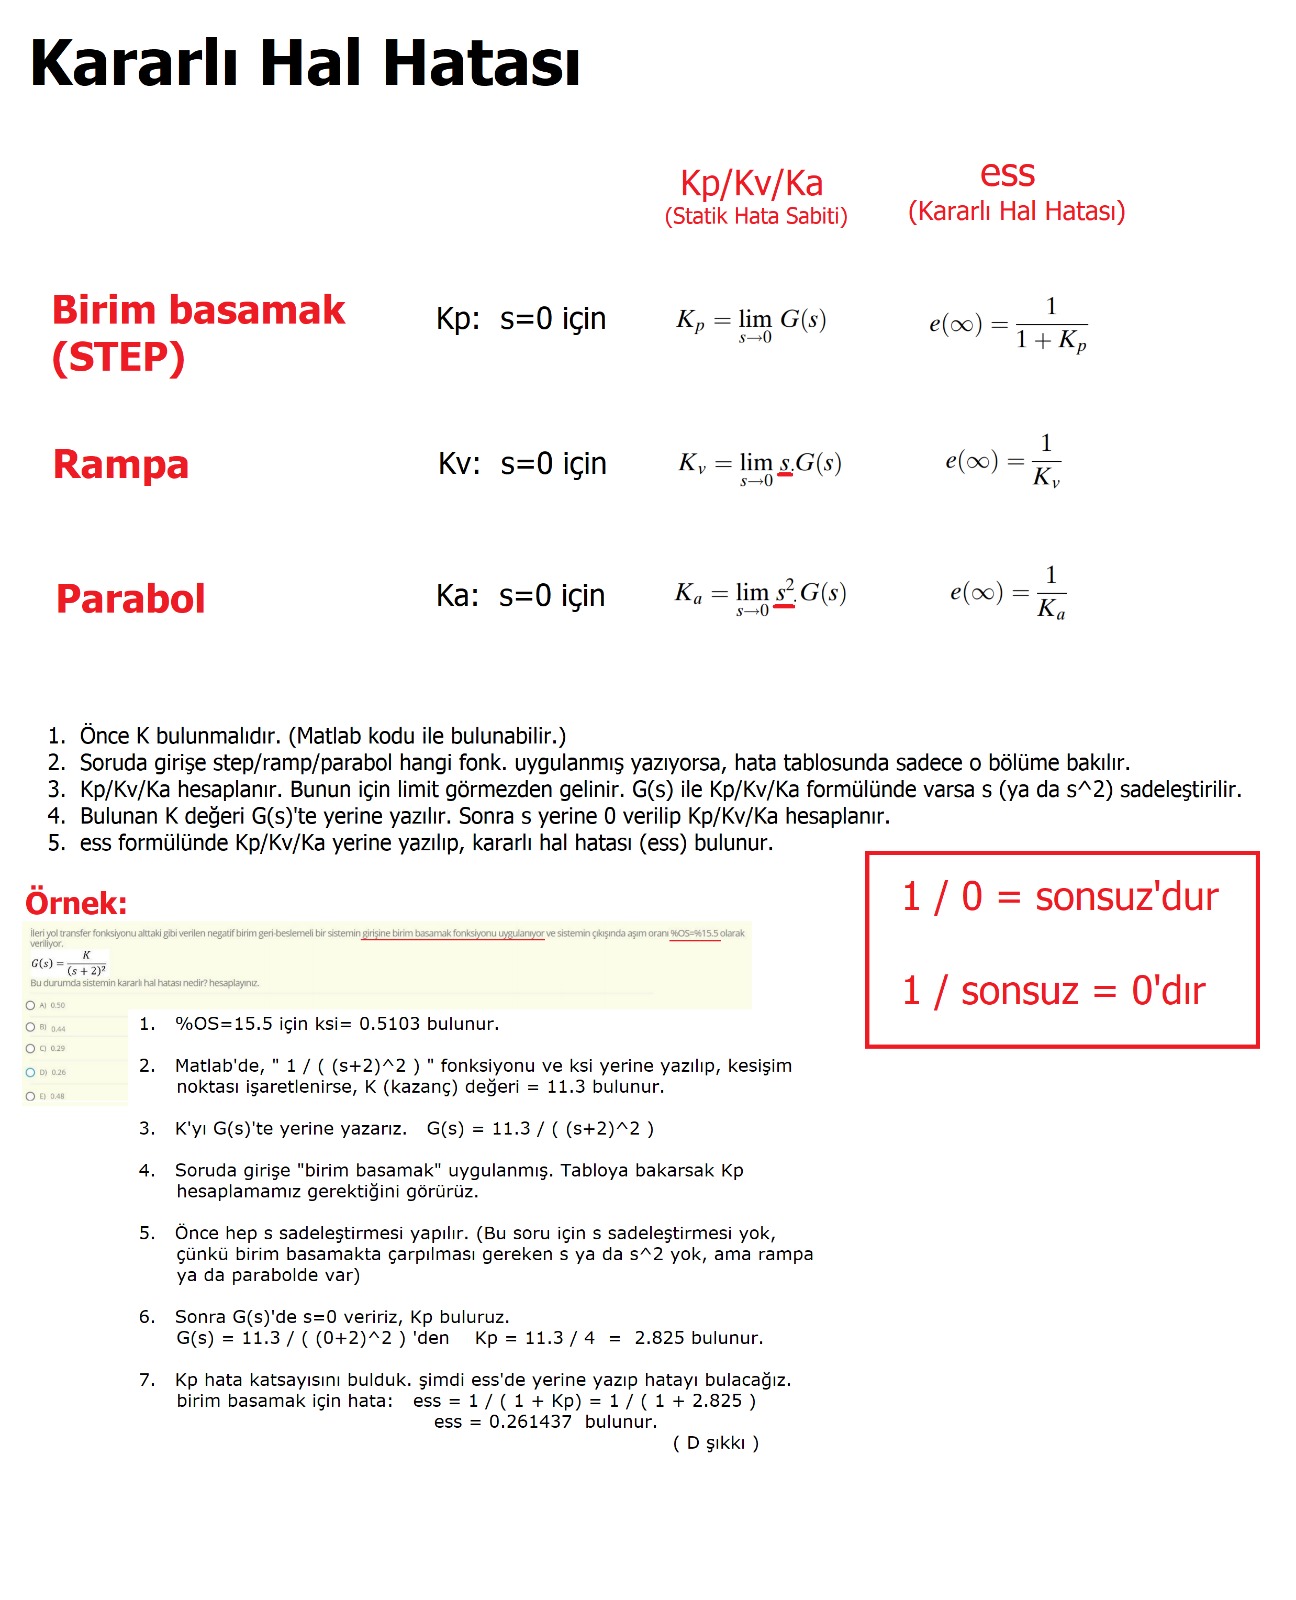 Kararlı Hal Hatası
Kp/Kv/Ka
(Statik Hata Sabiti)
ess
(Kararlı Hal Hatası)
Birim basamak
(STEP)
Kp: s=0 için
K_p = lim_{s→0} G(s)
e(∞) = 1 / (1 + K_p)
Rampa
Kv: s=0 için
K_v = lim_{s→0} s.G(s)
e(∞) = 1 / K_v
Parabol
Ka: s=0 için
K_a = lim_{s→0} s².G(s)
e(∞) = 1 / K_a
1. Önce K bulunmalıdır. (Matlab kodu ile bulunabilir.)
2. Soruda girişe step/ramp/parabol hangi fonk. uygulanmış yazıyorsa, hata tablosunda sadece o bölüme bakılır.
3. Kp/Kv/Ka hesaplanır. Bunun için limit görmezden gelinir. G(s) ile Kp/Kv/Ka formülünde varsa s (ya da s^2) sadeleştirilir.
4. Bulunan K değeri G(s)'te yerine yazılır. Sonra s yerine 0 verilip Kp/Kv/Ka hesaplanır.
5. ess formülünde Kp/Kv/Ka yerine yazılıp, kararlı hal hatası (ess) bulunur.
1 / 0 = sonsuz'dur
1 / sonsuz = 0'dır
Örnek:
İleri yol transfer fonksiyonu alttaki gibi verilen negatif birim geri-beslemeli bir sistemin girişine birim basamak fonksiyonu uygulanıyor ve sistemin çıkışında aşım oranı %OS=%15.5 olarak
veriliyor.
G(s) = K / (s + 2)²
Bu durumda sistemin kararlı hal hatası nedir? hesaplayınız.
A) 0.50
B) 0.44
C) 0.29
D) 0.26
E) 0.48
1. %OS=15.5 için ksi= 0.5103 bulunur.
2. Matlab'de, " 1 / ( (s+2)^2 ) " fonksiyonu ve ksi yerine yazılıp, kesişim
noktası işaretlenirse, K (kazanç) değeri = 11.3 bulunur.
3. K'yı G(s)'te yerine yazarız. G(s) = 11.3 / ( (s+2)^2 )
4. Soruda girişe "birim basamak" uygulanmış. Tabloya bakarsak Kp
hesaplamamız gerektiğini görürüz.
5. Önce hep s sadeleştirmesi yapılır. (Bu soru için s sadeleştirmesi yok,
çünkü birim basamakta çarpılması gereken s ya da s^2 yok, ama rampa
ya da parabolde var)
6. Sonra G(s)'de s=0 veririz, Kp buluruz.
G(s) = 11.3 / ( (0+2)^2 ) 'den Kp = 11.3 / 4 = 2.825 bulunur.
7. Kp hata katsayısını bulduk. şimdi ess'de yerine yazıp hatayı bulacağız.
birim basamak için hata: ess = 1 / ( 1 + Kp) = 1 / ( 1 + 2.825 )
ess = 0.261437 bulunur.
( D şıkkı )